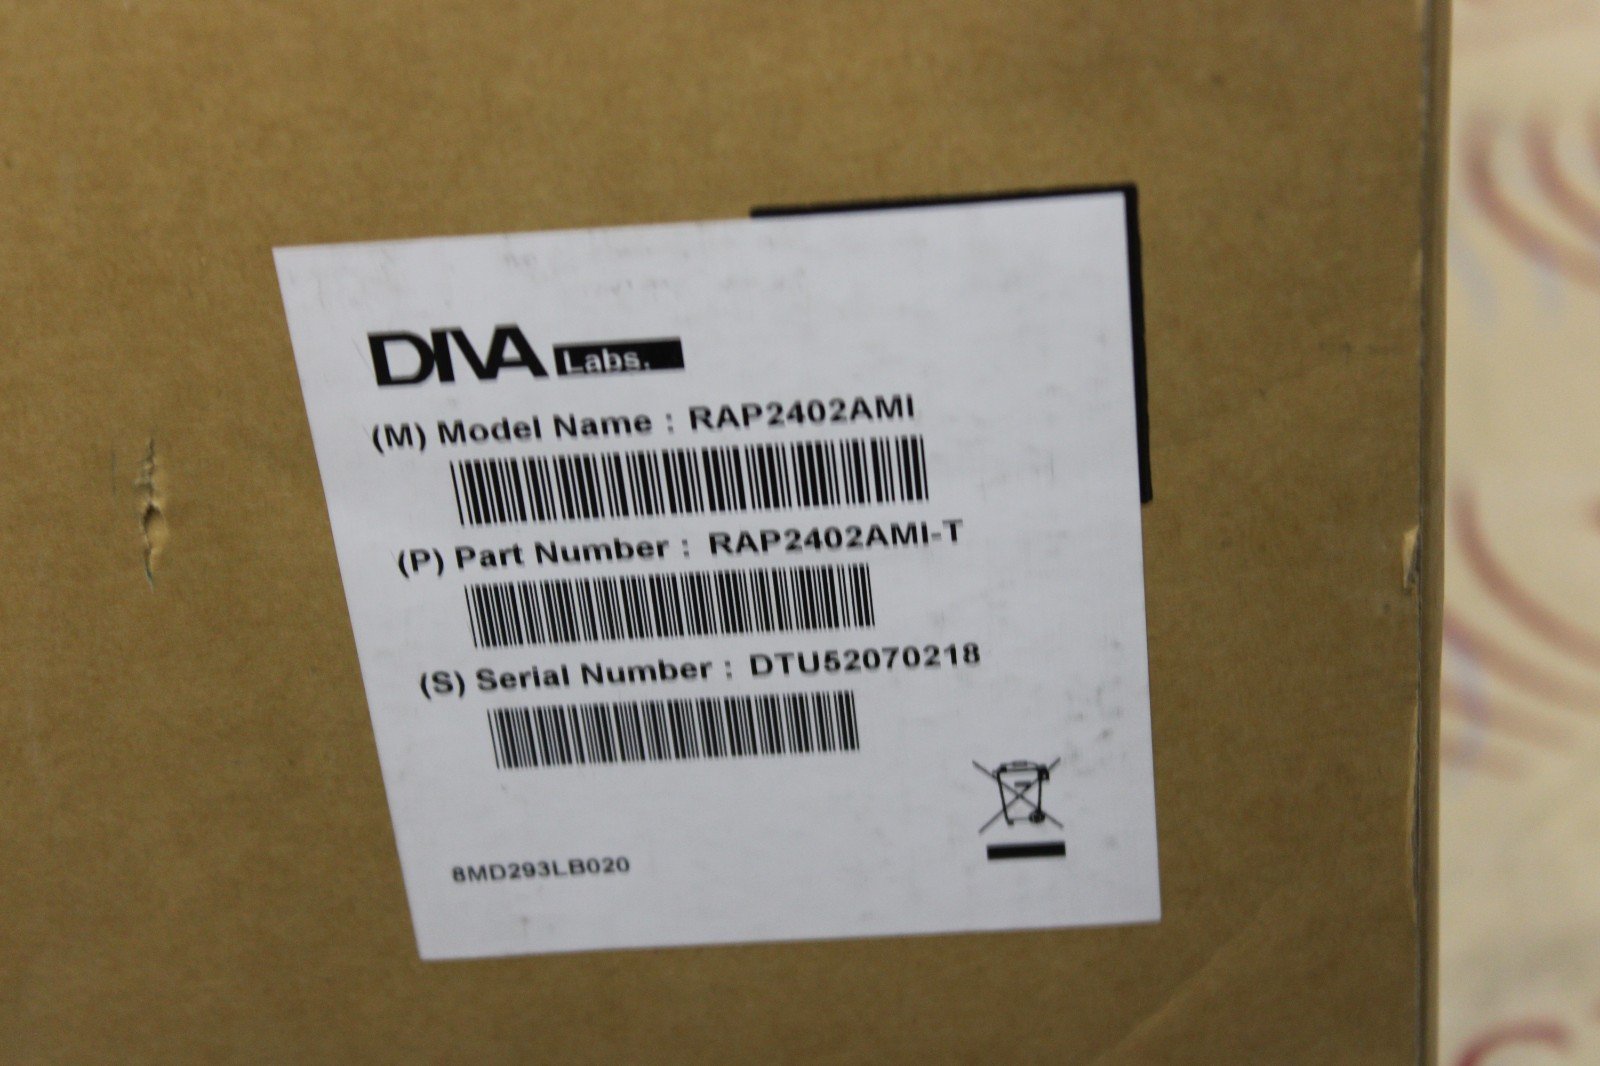 DIVA Labs.
(M) Model Name : RAP2402AMI
(P) Part Number : RAP2402AMI-T
(S) Serial Number : DTU52070218
8MD293LB020